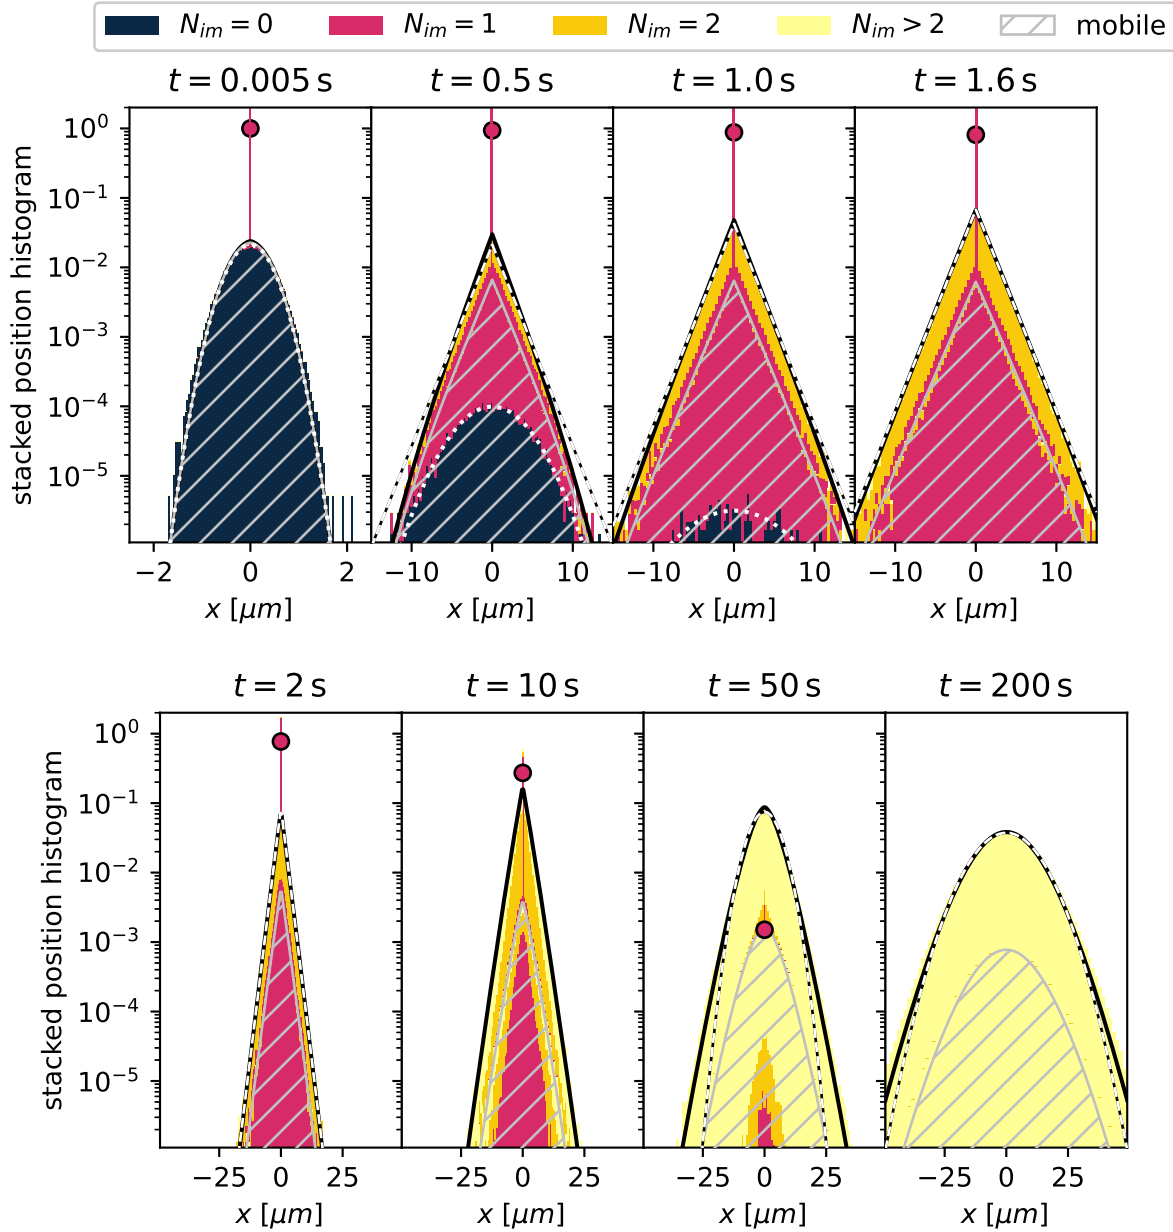 N_im = 0 N_im = 1 N_im = 2 N_im > 2 mobile
t = 0.005 s t = 0.5 s t = 1.0 s t = 1.6 s
stacked position histogram
10^0
10^−1
10^−2
10^−3
10^−4
10^−5
−2 0 2 −10 0 10 −10 0 10 −10 0 10
x [μm] x [μm] x [μm] x [μm]
t = 2 s t = 10 s t = 50 s t = 200 s
stacked position histogram
10^0
10^−1
10^−2
10^−3
10^−4
10^−5
−25 0 25 −25 0 25 −25 0 25 −25 0 25
x [μm] x [μm] x [μm] x [μm]